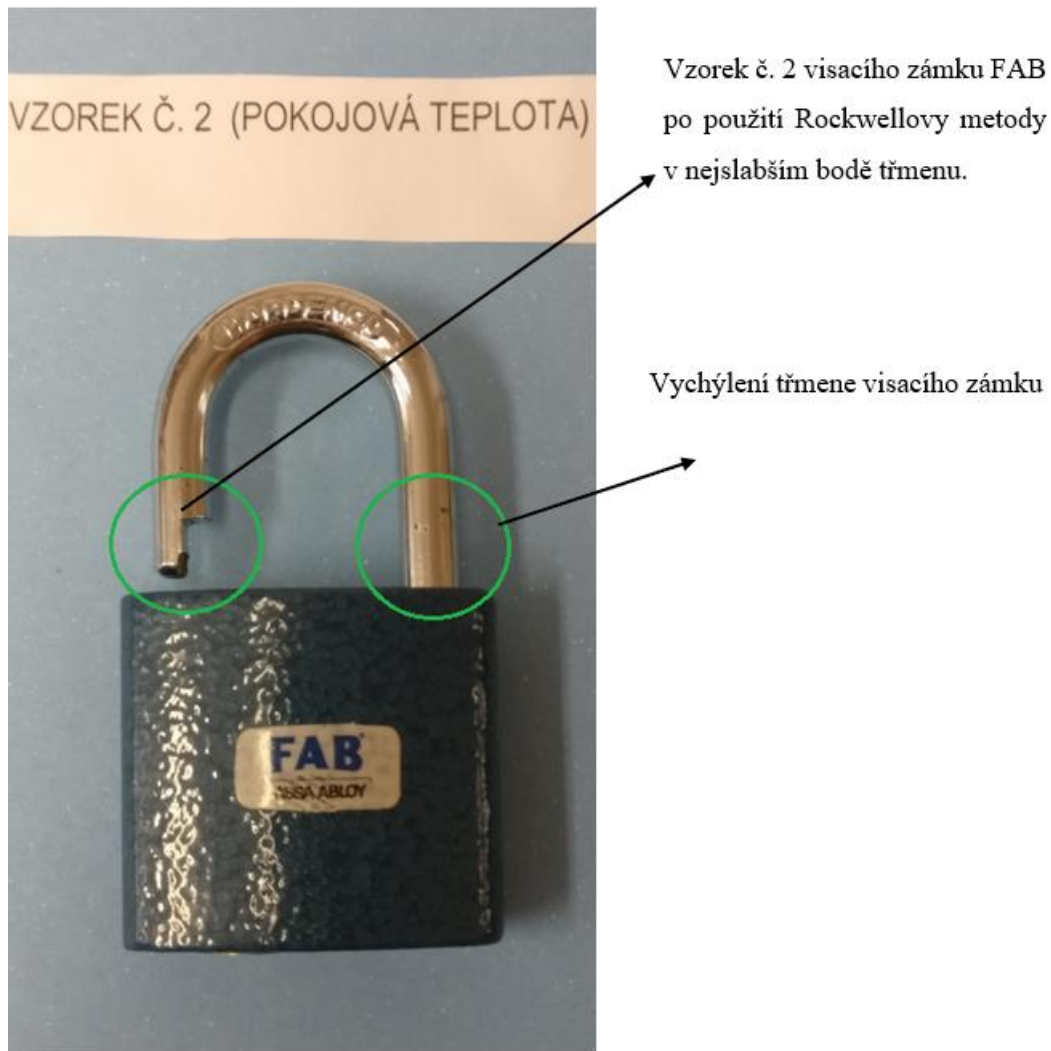 VZOREK Č. 2 (POKOJOVÁ TEPLOTA)
Vzorek č. 2 visacího zámku FAB
po použití Rockwellovy metody
v nejslabším bodě třmenu.
HARDENED
Vychýlení třmene visacího zámku
FAB
ASSA ABLOY